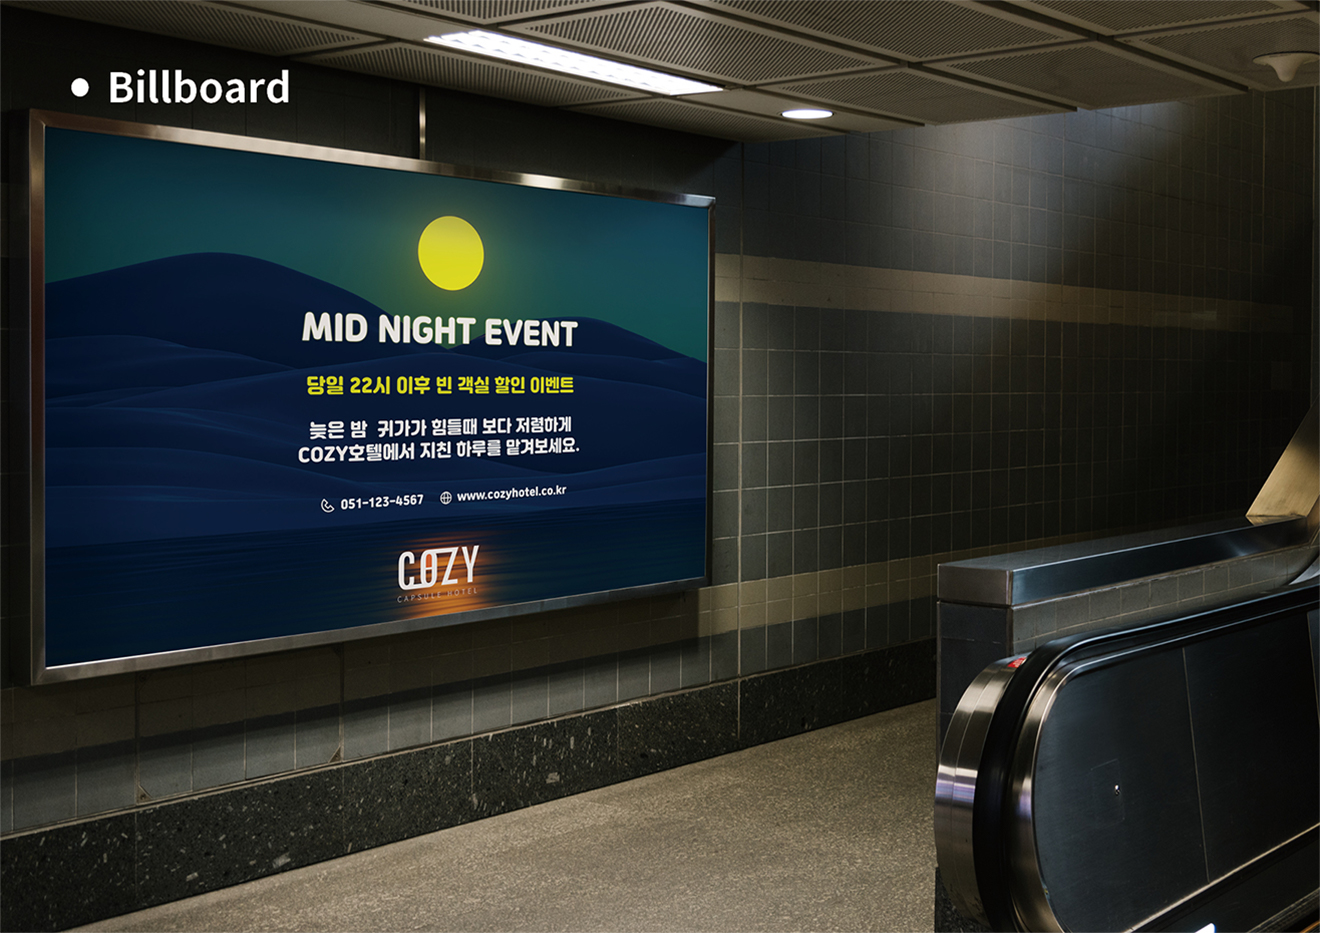 • Billboard
MID NIGHT EVENT
당일 22시 이후 빈 객실 할인 이벤트
늦은 밤 귀가가 힘들때 보다 저렴하게
COZY호텔에서 지친 하루를 맡겨보세요.
051-123-4567 www.cozyhotel.co.kr
COZY
CAPSULE HOTEL